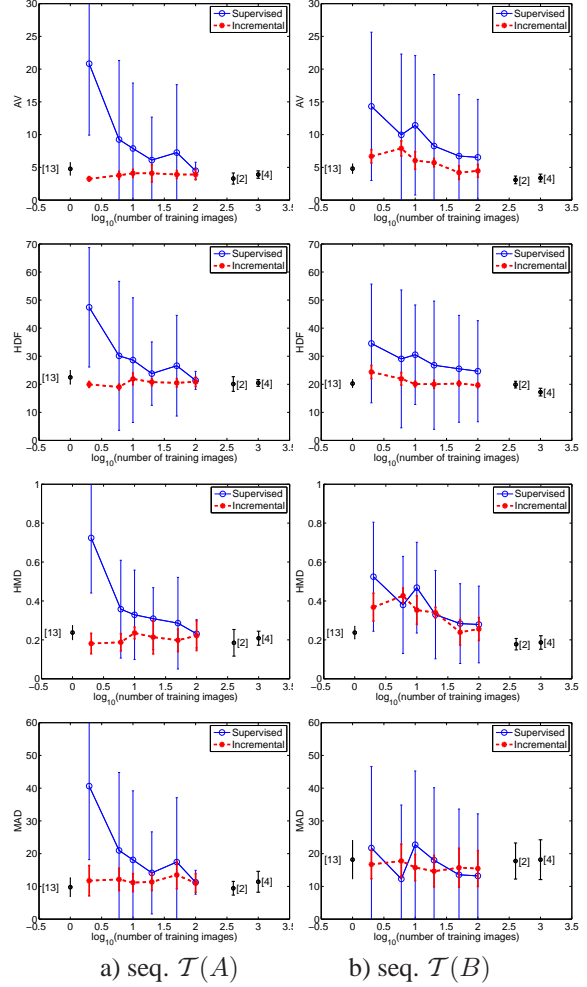 30
25
20
15
10
5
0
AV
Supervised
Incremental
[13]
[2]
[4]
−0.5 0 0.5 1 1.5 2 2.5 3 3.5
log10(number of training images)
30
25
20
15
10
5
0
AV
Supervised
Incremental
[13]
[2]
[4]
−0.5 0 0.5 1 1.5 2 2.5 3 3.5
log10(number of training images)
70
60
50
40
30
20
10
0
HDF
Supervised
Incremental
[13]
[2]
[4]
−0.5 0 0.5 1 1.5 2 2.5 3 3.5
log10(number of training images)
70
60
50
40
30
20
10
0
HDF
Supervised
Incremental
[13]
[2]
[4]
−0.5 0 0.5 1 1.5 2 2.5 3 3.5
log10(number of training images)
1
0.8
0.6
0.4
0.2
0
HMD
Supervised
Incremental
[13]
[2]
[4]
−0.5 0 0.5 1 1.5 2 2.5 3 3.5
log10(number of training images)
1
0.8
0.6
0.4
0.2
0
HMD
Supervised
Incremental
[13]
[2]
[4]
−0.5 0 0.5 1 1.5 2 2.5 3 3.5
log10(number of training images)
60
50
40
30
20
10
0
MAD
Supervised
Incremental
[13]
[2]
[4]
−0.5 0 0.5 1 1.5 2 2.5 3 3.5
log10(number of training images)
60
50
40
30
20
10
0
MAD
Supervised
Incremental
[13]
[2]
[4]
−0.5 0 0.5 1 1.5 2 2.5 3 3.5
log10(number of training images)
a) seq. T(A)
b) seq. T(B)